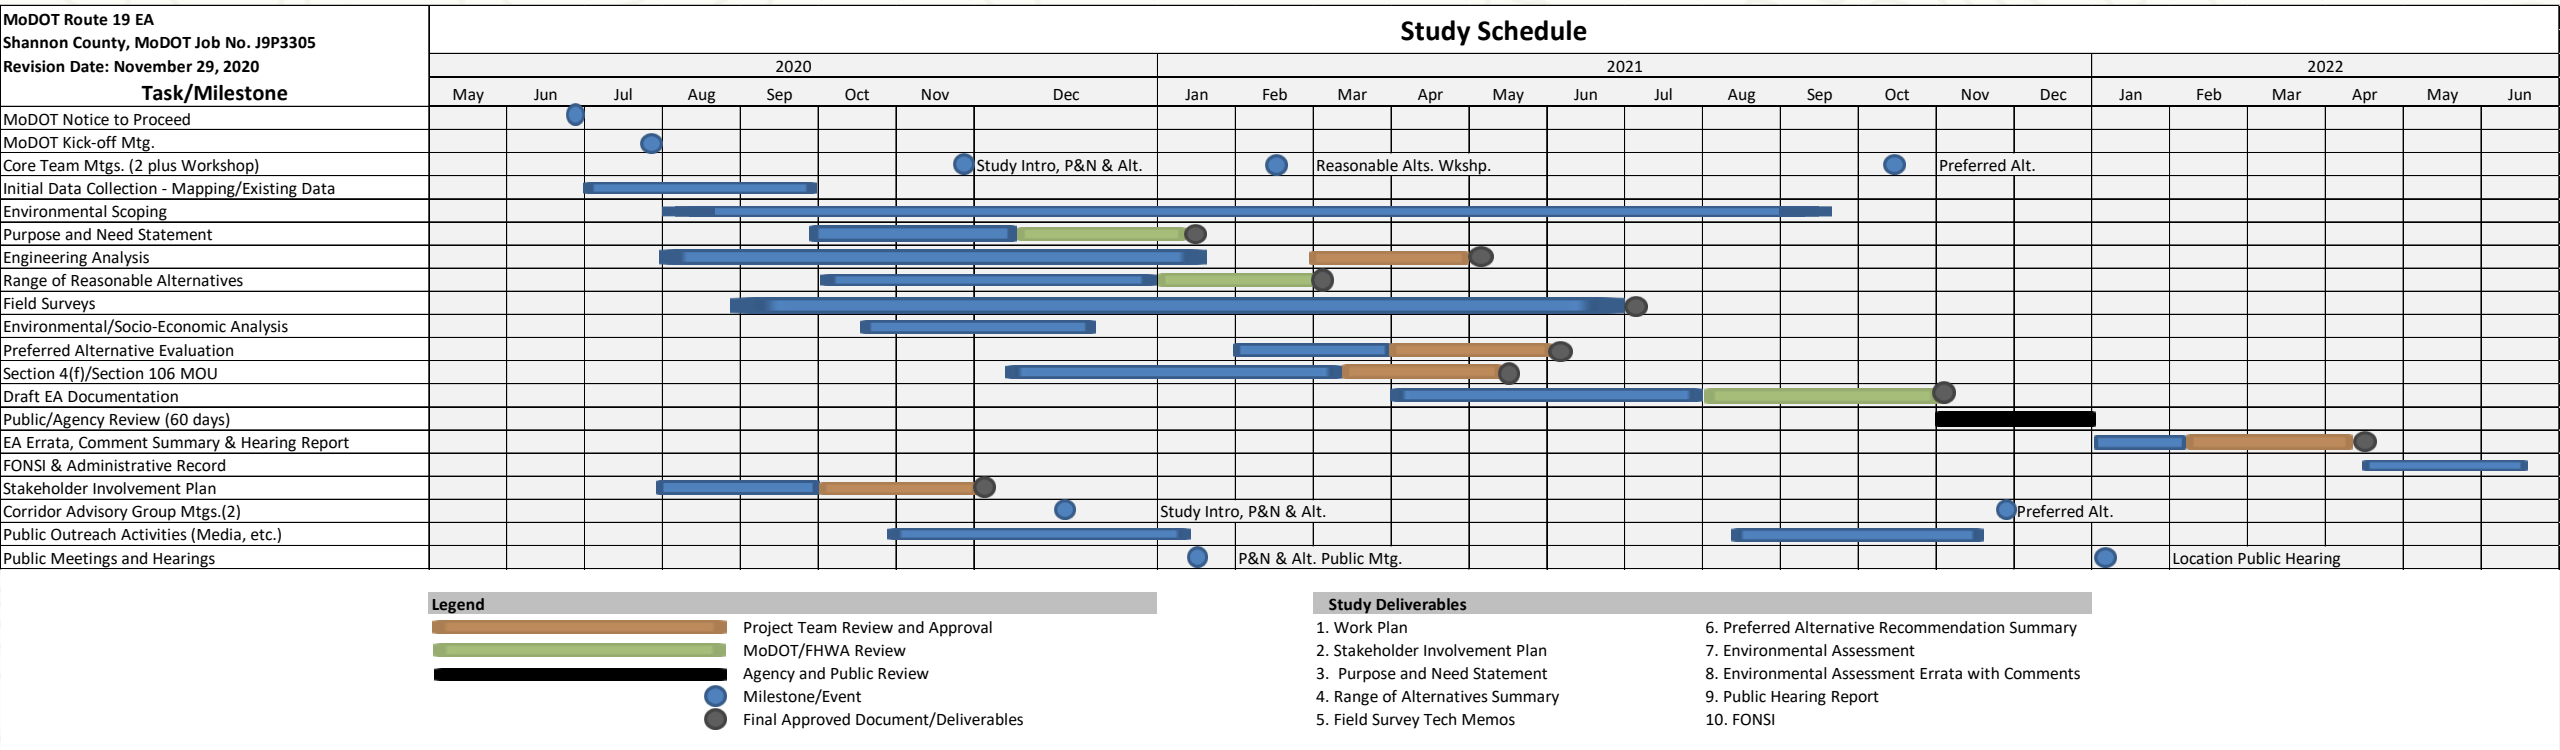 MoDOT Route 19 EA
Shannon County, MoDOT Job No. J9P3305
Revision Date: November 29, 2020
Study Schedule
2020 2021 2022
Task/Milestone May Jun Jul Aug Sep Oct Nov Dec Jan Feb Mar Apr May Jun Jul Aug Sep Oct Nov Dec Jan Feb Mar Apr May Jun
MoDOT Notice to Proceed
MoDOT Kick-off Mtg.
Core Team Mtgs. (2 plus Workshop) Study Intro, P&N & Alt. Reasonable Alts. Wkshp. Preferred Alt.
Initial Data Collection - Mapping/Existing Data
Environmental Scoping
Purpose and Need Statement
Engineering Analysis
Range of Reasonable Alternatives
Field Surveys
Environmental/Socio-Economic Analysis
Preferred Alternative Evaluation
Section 4(f)/Section 106 MOU
Draft EA Documentation
Public/Agency Review (60 days)
EA Errata, Comment Summary & Hearing Report
FONSI & Administrative Record
Stakeholder Involvement Plan
Corridor Advisory Group Mtgs.(2) Study Intro, P&N & Alt. Preferred Alt.
Public Outreach Activities (Media, etc.)
Public Meetings and Hearings P&N & Alt. Public Mtg. Location Public Hearing
Legend
Project Team Review and Approval
MoDOT/FHWA Review
Agency and Public Review
Milestone/Event
Final Approved Document/Deliverables
Study Deliverables
1. Work Plan
2. Stakeholder Involvement Plan
3. Purpose and Need Statement
4. Range of Alternatives Summary
5. Field Survey Tech Memos
6. Preferred Alternative Recommendation Summary
7. Environmental Assessment
8. Environmental Assessment Errata with Comments
9. Public Hearing Report
10. FONSI